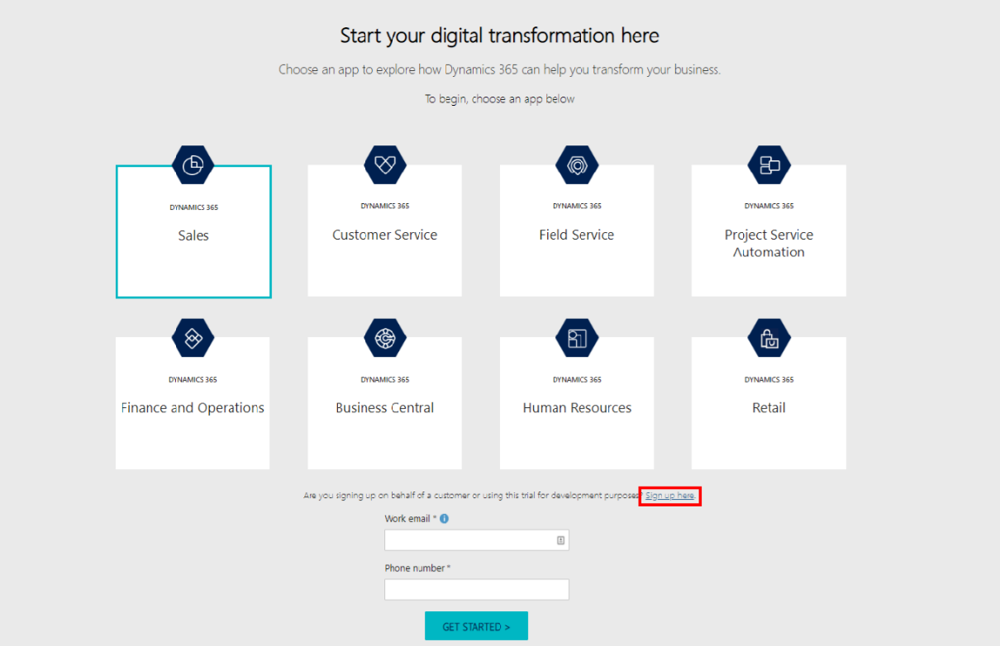 Start your digital transformation here
Choose an app to explore how Dynamics 365 can help you transform your business.
To begin, choose an app below
DYNAMICS 365
Sales
DYNAMICS 365
Customer Service
DYNAMICS 365
Field Service
DYNAMICS 365
Project Service
Automation
DYNAMICS 365
Finance and Operations
DYNAMICS 365
Business Central
DYNAMICS 365
Human Resources
DYNAMICS 365
Retail
Are you signing up on behalf of a customer or using this trial for development purposes? Sign up here.
Work email *
Phone number *
GET STARTED >